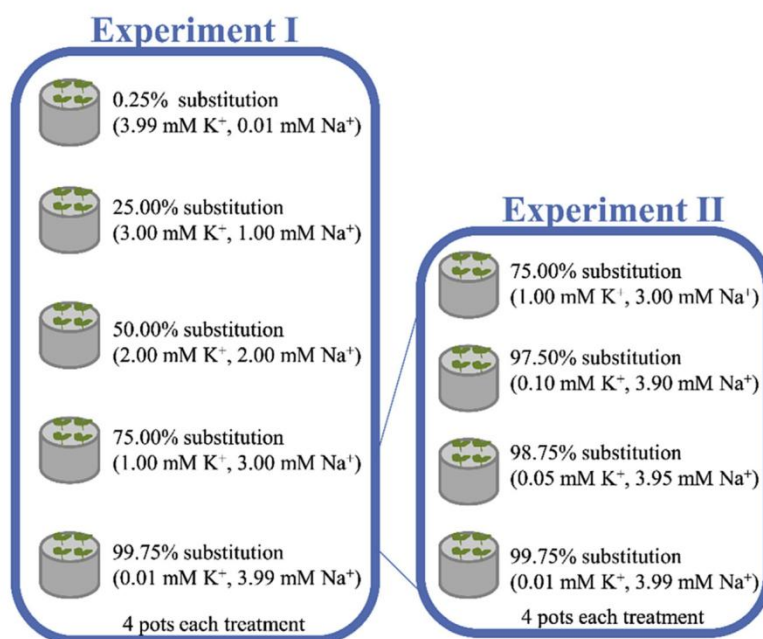 Experiment I
0.25% substitution
(3.99 mM K⁺, 0.01 mM Na⁺)
25.00% substitution
(3.00 mM K⁺, 1.00 mM Na⁺)
50.00% substitution
(2.00 mM K⁺, 2.00 mM Na⁺)
75.00% substitution
(1.00 mM K⁺, 3.00 mM Na⁺)
99.75% substitution
(0.01 mM K⁺, 3.99 mM Na⁺)
4 pots each treatment
Experiment II
75.00% substitution
(1.00 mM K⁺, 3.00 mM Na⁺)
97.50% substitution
(0.10 mM K⁺, 3.90 mM Na⁺)
98.75% substitution
(0.05 mM K⁺, 3.95 mM Na⁺)
99.75% substitution
(0.01 mM K⁺, 3.99 mM Na⁺)
4 pots each treatment